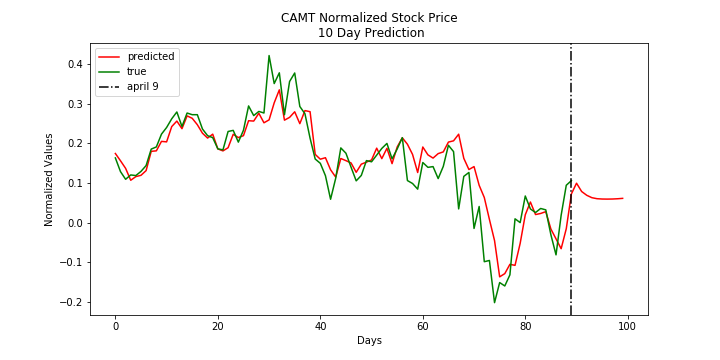 CAMT Normalized Stock Price
10 Day Prediction
predicted
true
april 9
Normalized Values
0.4
0.3
0.2
0.1
0.0
−0.1
−0.2
0 20 40 60 80 100
Days